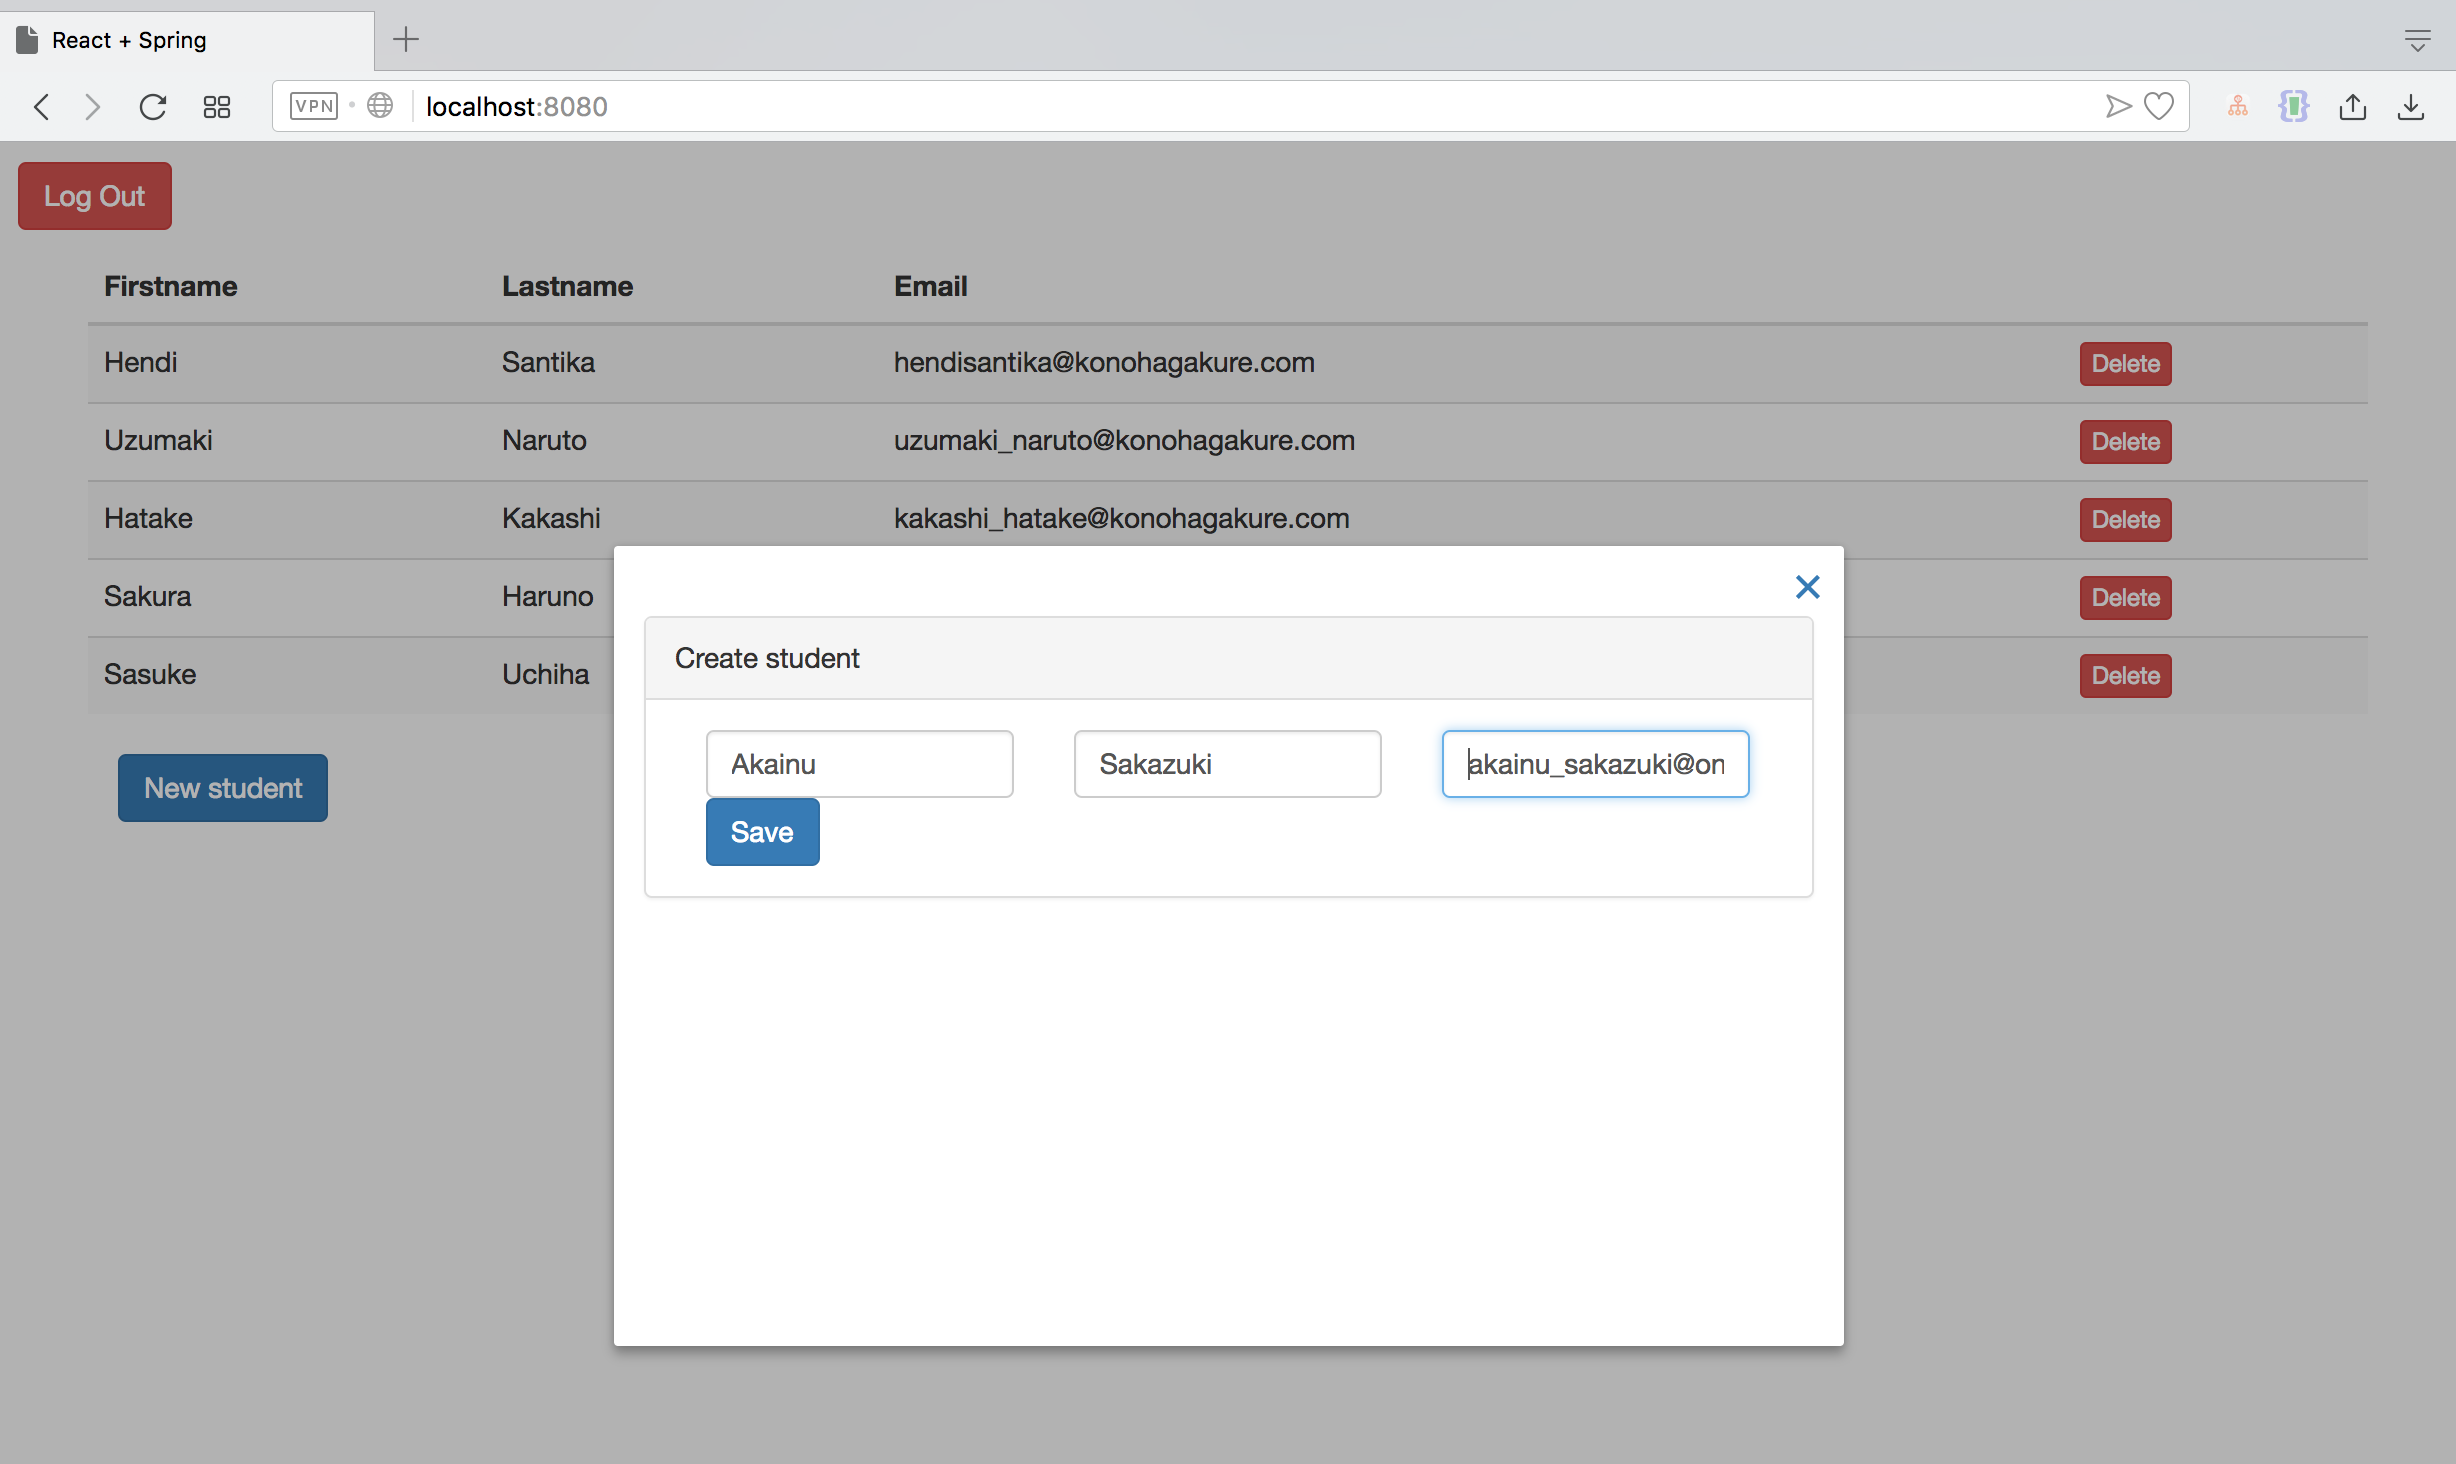 React + Spring
VPN localhost:8080
Log Out
Firstname Lastname Email
Hendi Santika hendisantika@konohagakure.com Delete
Uzumaki Naruto uzumaki_naruto@konohagakure.com Delete
Hatake Kakashi kakashi_hatake@konohagakure.com Delete
Sakura Haruno Delete
Sasuke Uchiha Delete
New student
Create student
Akainu Sakazuki akainu_sakazuki@on
Save